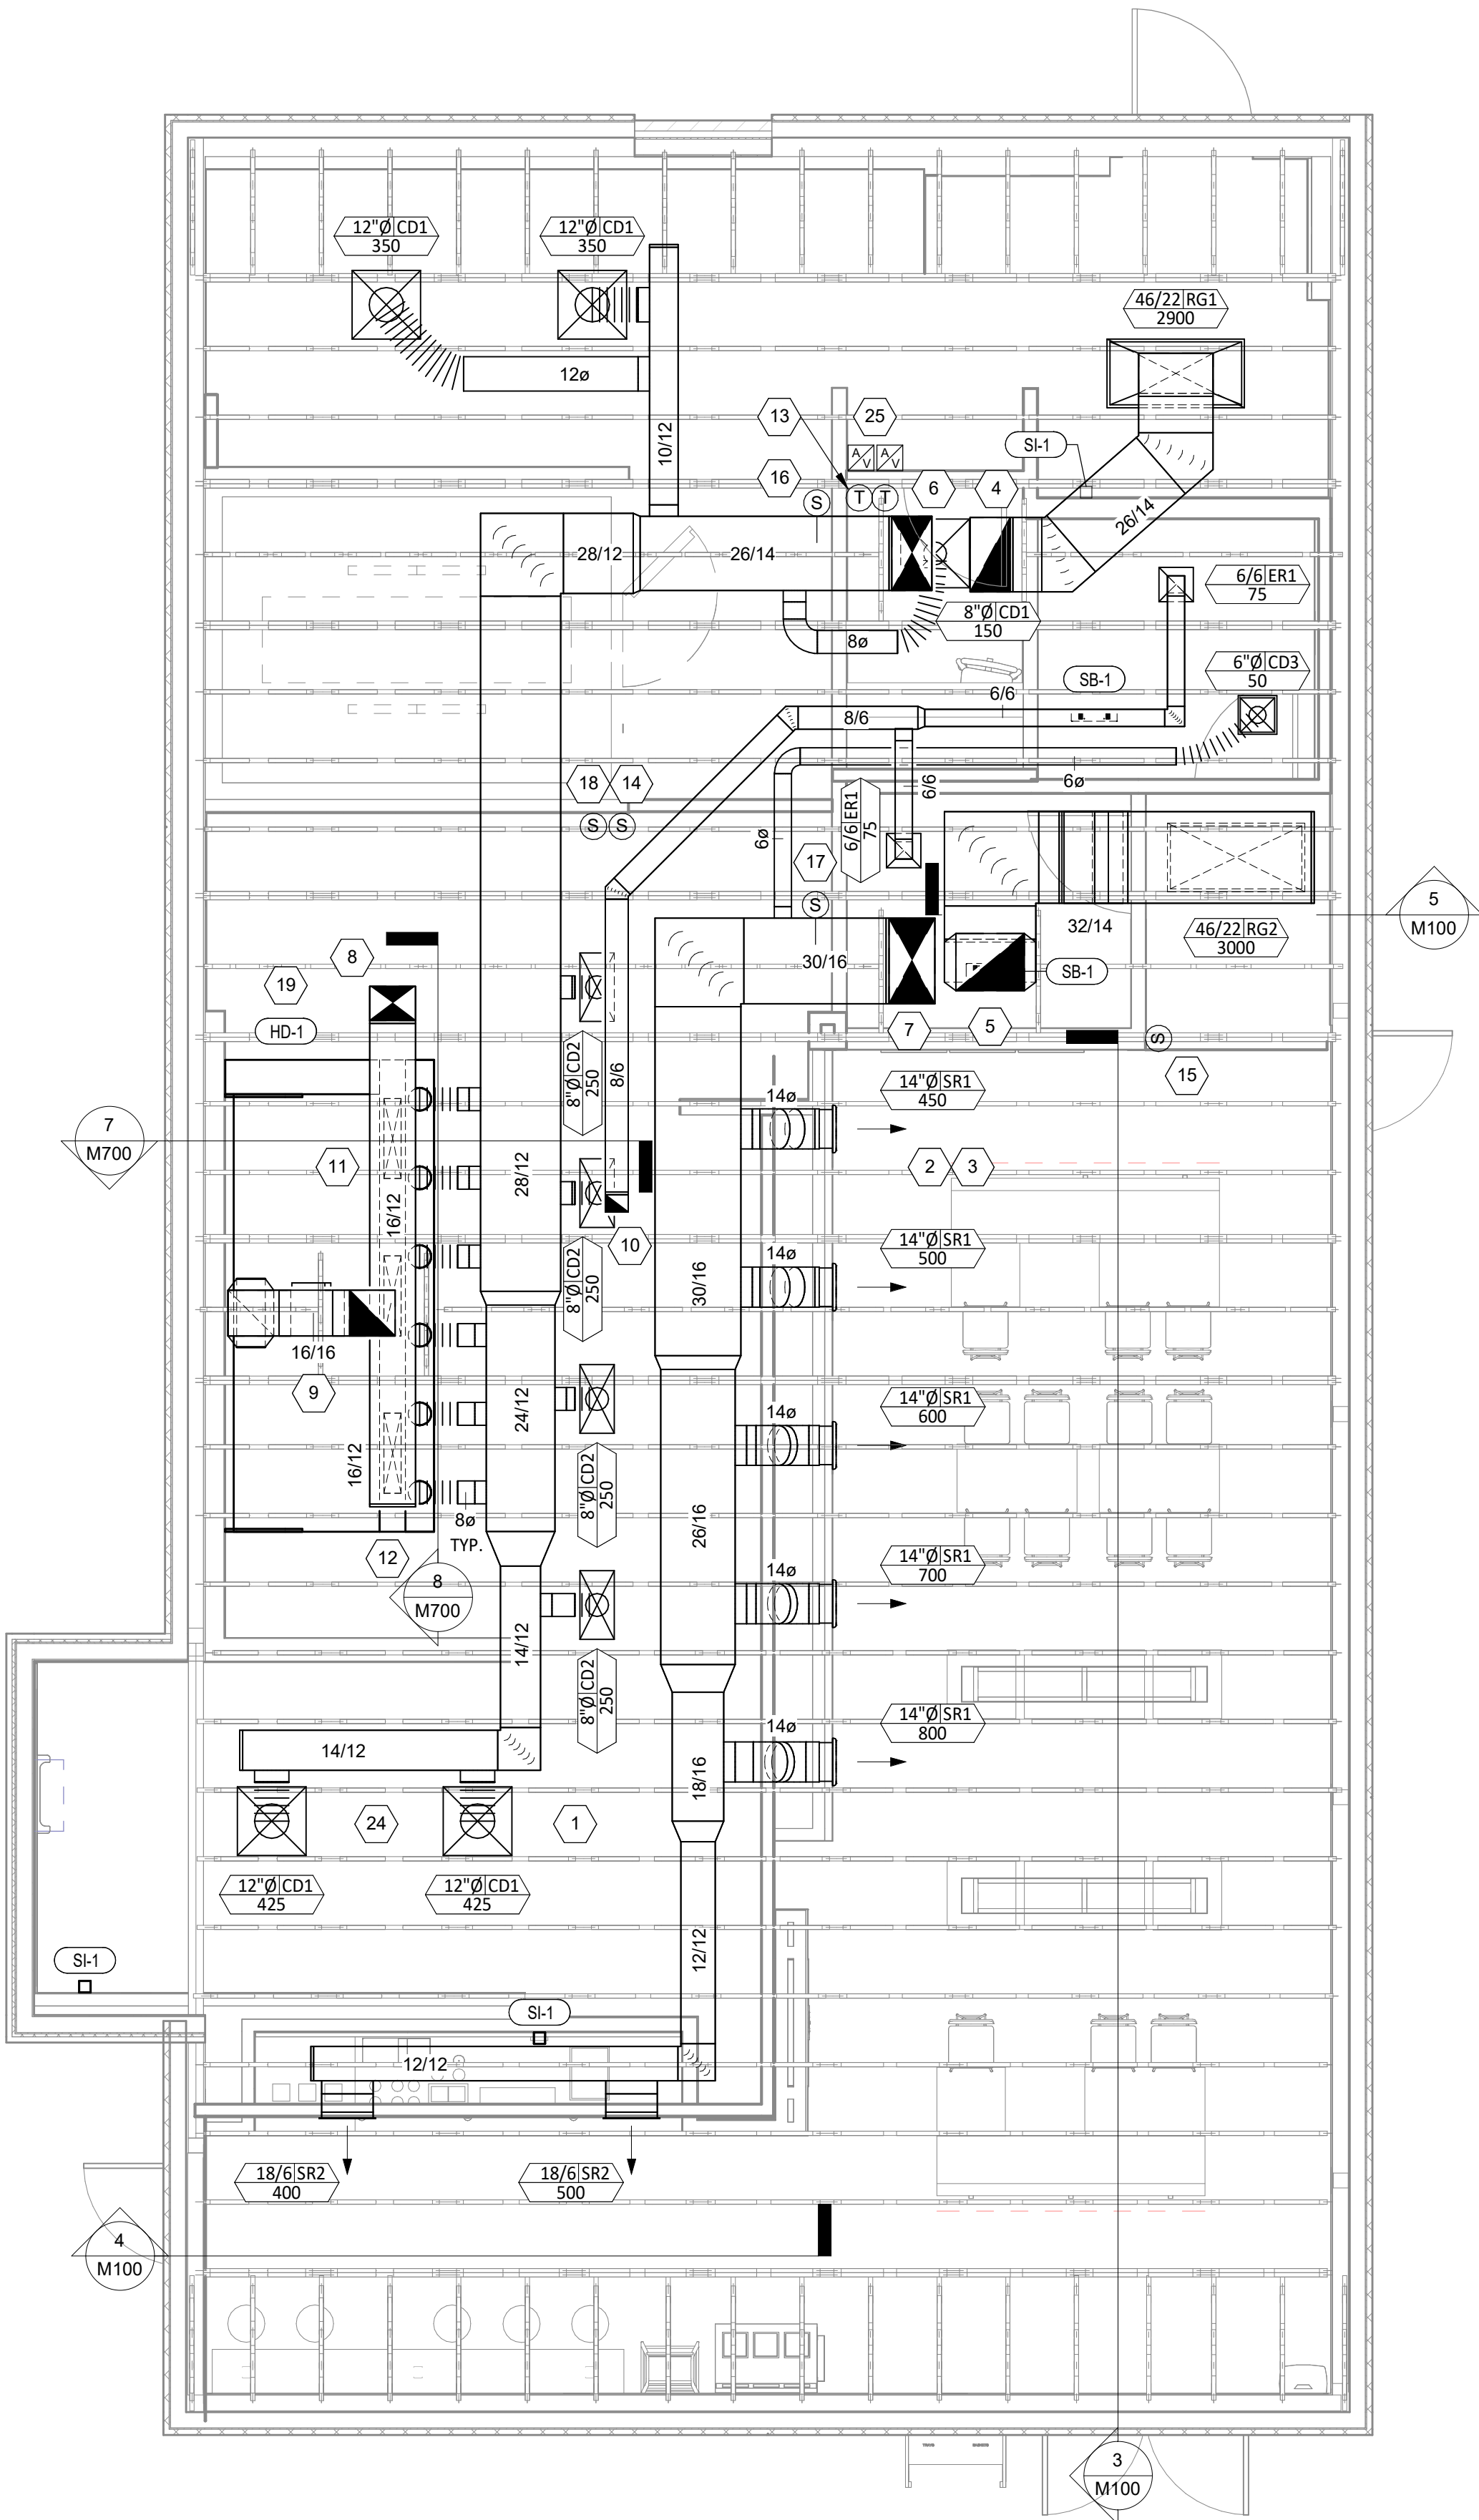 12"Ø CD1
350
12"Ø CD1
350
46/22 RG1
2900
12ø
10/12
13
25
SI-1
A
V
A
V
16
S
T
T
6
4
26/14
28/12
26/14
6/6 ER1
75
8"Ø CD1
150
8ø
6"Ø CD3
50
SB-1
6/6
8/6
18
14
6/6
6ø
6/6 ER1
75
S
S
6ø
17
S
32/14
46/22 RG2
3000
5
M100
30/16
8
19
SB-1
HD-1
7
5
S
15
8"Ø CD2
250
8/6
14ø
14"Ø SR1
450
7
M700
11
28/12
2
3
16/12
10
14ø
14"Ø SR1
500
8"Ø CD2
250
30/16
16/16
9
24/12
14ø
14"Ø SR1
600
16/12
8"Ø CD2
250
8ø
TYP.
26/16
14ø
14"Ø SR1
700
12
8
M700
14/12
8"Ø CD2
250
14ø
14"Ø SR1
800
14/12
18/16
24
1
12"Ø CD1
425
12"Ø CD1
425
12/12
SI-1
SI-1
12/12
18/6 SR2
400
18/6 SR2
500
4
M100
3
M100